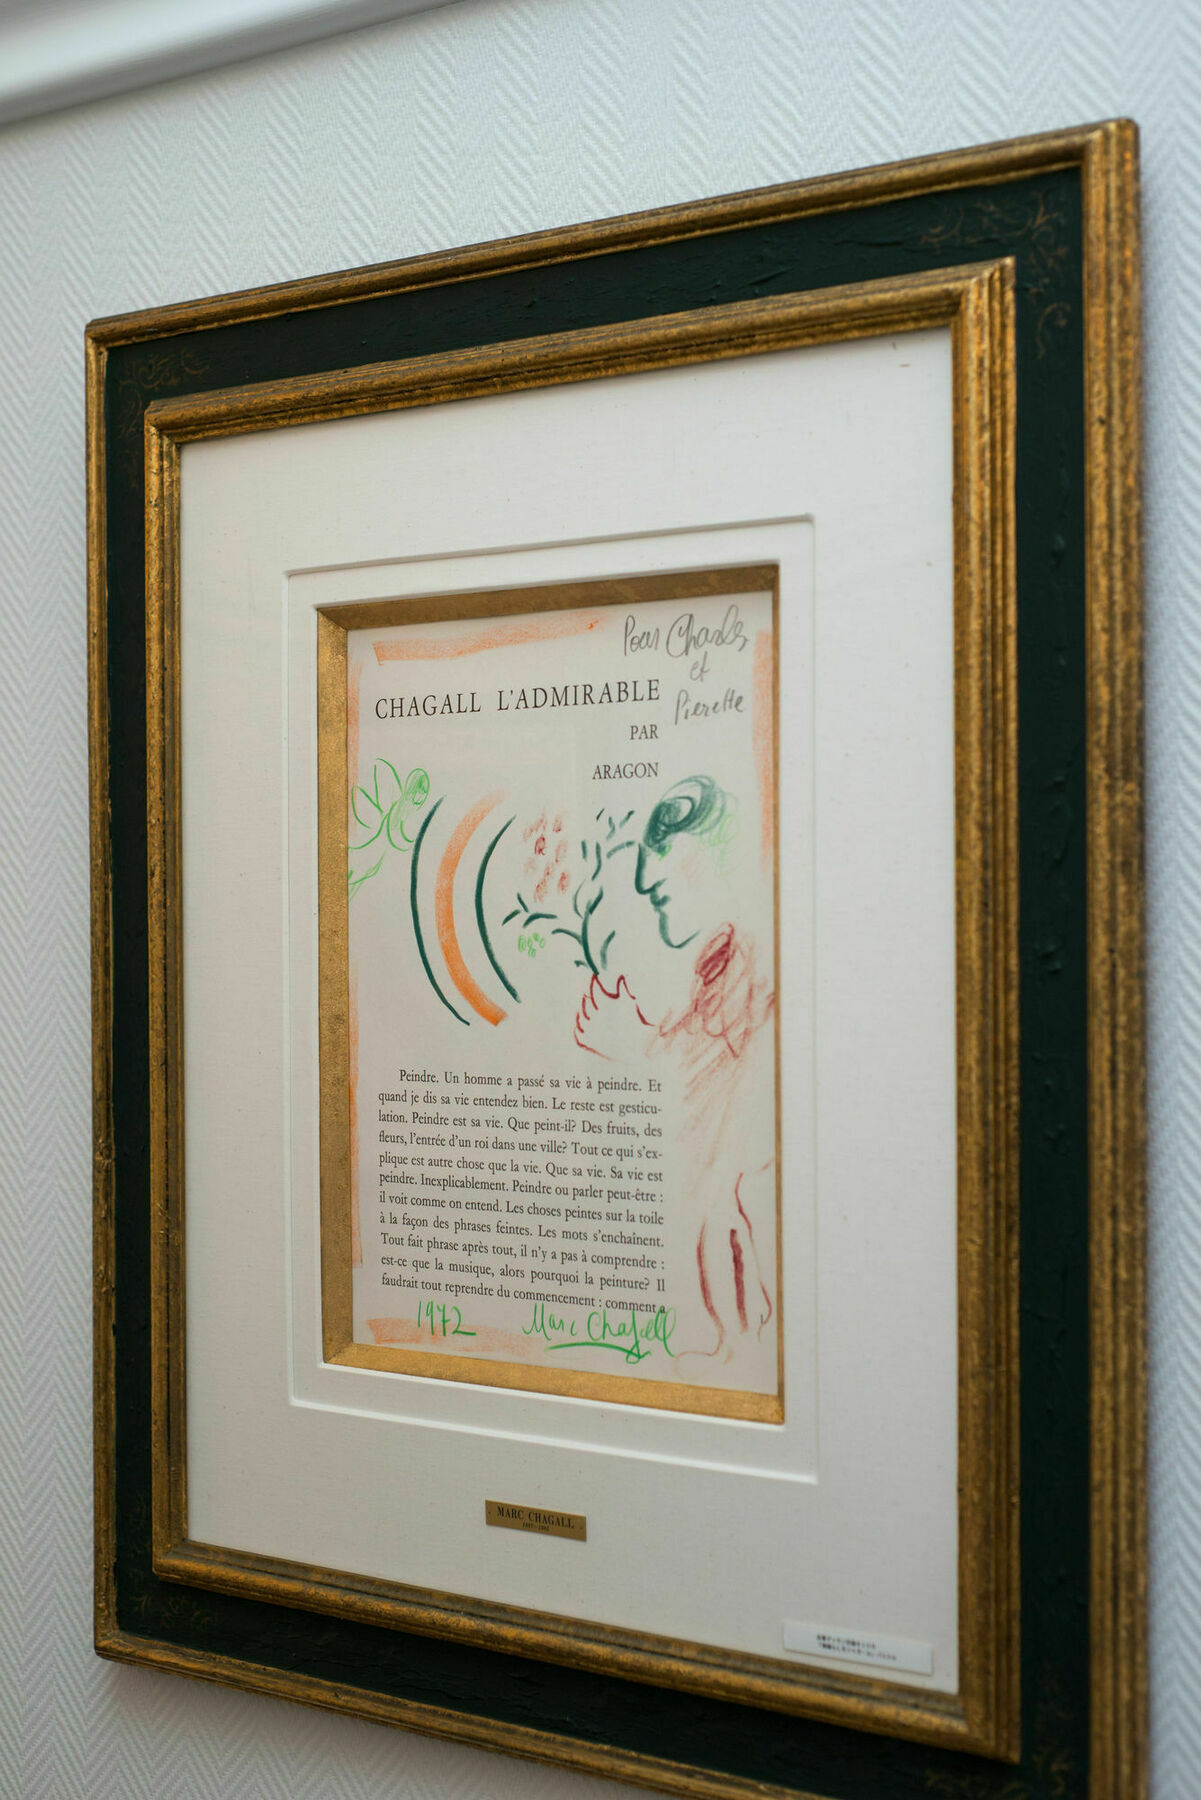 Pour Charles
et
Pierette
CHAGALL L'ADMIRABLE
PAR
ARAGON
Peindre. Un homme a passé sa vie à peindre. Et
quand je dis sa vie entendez bien. Le reste est gesticu-
lation. Peindre est sa vie. Que peint-il? Des fruits, des
fleurs, l'entrée d'un roi dans une ville? Tout ce qui s'ex-
plique est autre chose que la vie. Que sa vie. Sa vie est
peindre. Inexplicablement. Peindre ou parler peut-être :
il voit comme on entend. Les choses peintes sur la toile
à la façon des phrases feintes. Les mots s'enchaînent.
Tout fait phrase après tout, il n'y a pas à comprendre :
est-ce que la musique, alors pourquoi la peinture? Il
faudrait tout reprendre du commencement : comment a
1972 Marc Chagall
MARC CHAGALL